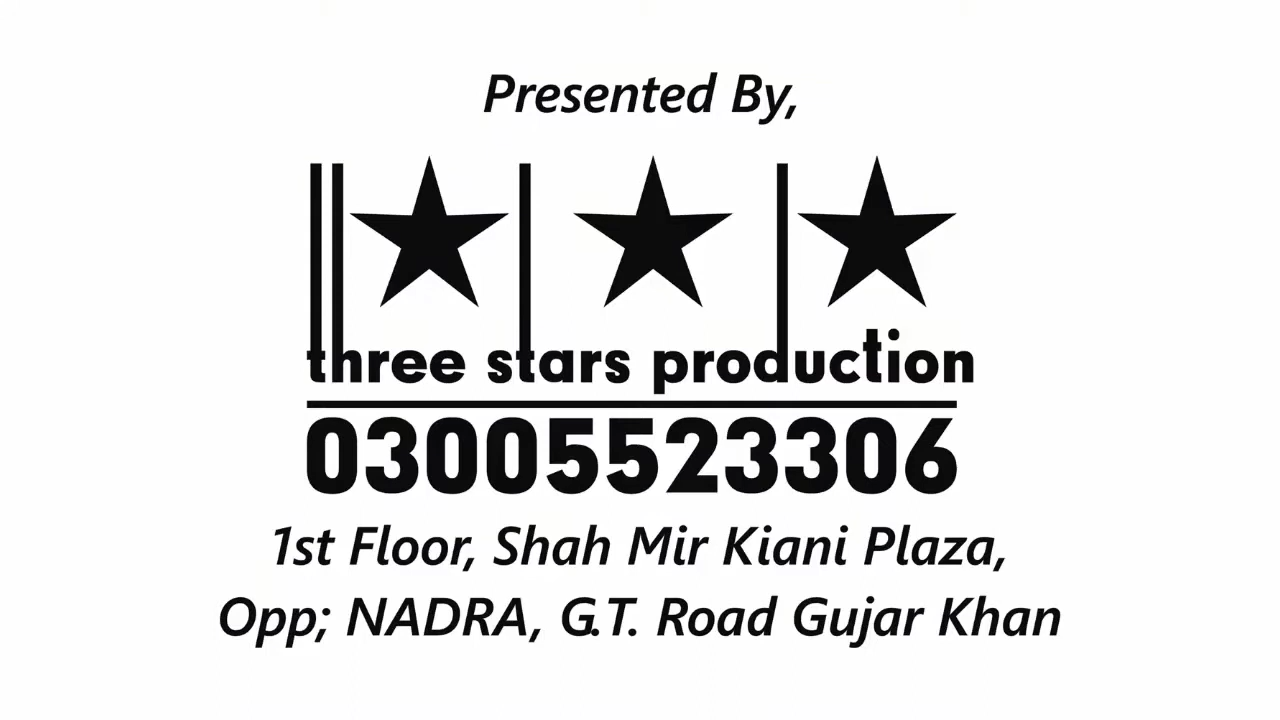 Presented By,
three stars production
03005523306
1st Floor, Shah Mir Kiani Plaza,
Opp; NADRA, G.T. Road Gujar Khan